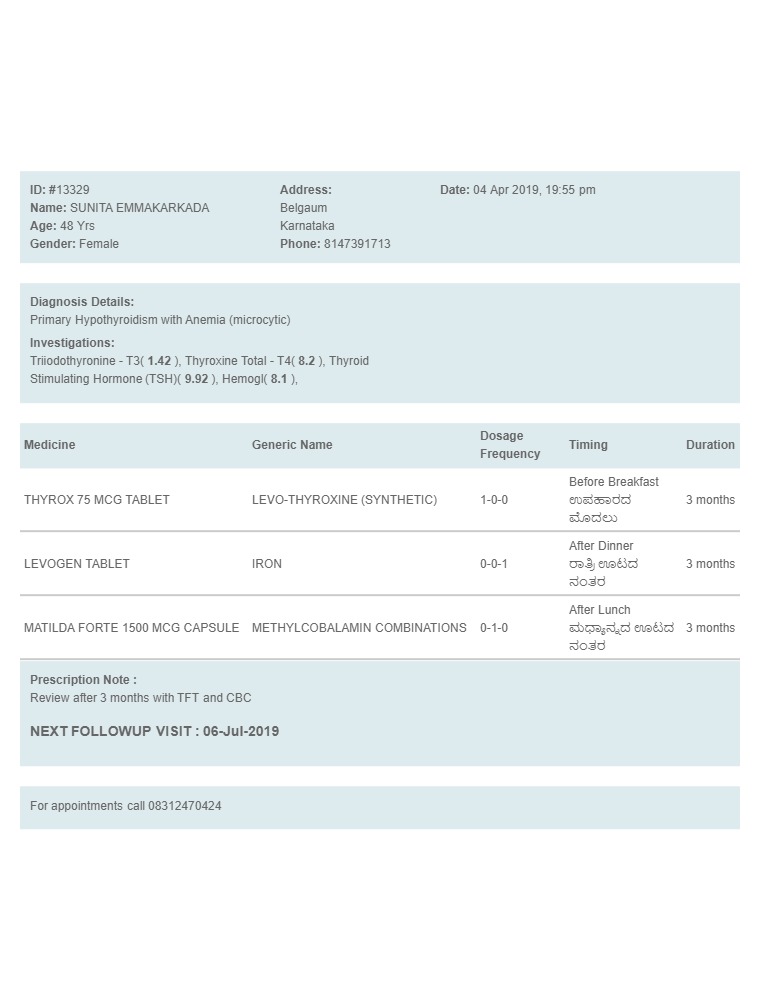 ID: #13329
Name: SUNITA EMMAKARKADA
Age: 48 Yrs
Gender: Female
Address:
Belgaum
Karnataka
Phone: 8147391713
Date: 04 Apr 2019, 19:55 pm
Diagnosis Details:
Primary Hypothyroidism with Anemia (microcytic)
Investigations:
Triiodothyronine - T3( 1.42 ), Thyroxine Total - T4( 8.2 ), Thyroid
Stimulating Hormone (TSH)( 9.92 ), Hemogl( 8.1 ),
Medicine Generic Name Dosage Frequency Timing Duration
THYROX 75 MCG TABLET LEVO-THYROXINE (SYNTHETIC) 1-0-0 Before Breakfast 3 months
ಉಪಹಾರದ
ಮೊದಲು
LEVOGEN TABLET IRON 0-0-1 After Dinner 3 months
ರಾತ್ರಿ ಊಟದ
ನಂತರ
MATILDA FORTE 1500 MCG CAPSULE METHYLCOBALAMIN COMBINATIONS 0-1-0 After Lunch 3 months
ಮಧ್ಯಾನ್ನದ ಊಟದ
ನಂತರ
Prescription Note :
Review after 3 months with TFT and CBC
NEXT FOLLOWUP VISIT : 06-Jul-2019
For appointments call 08312470424